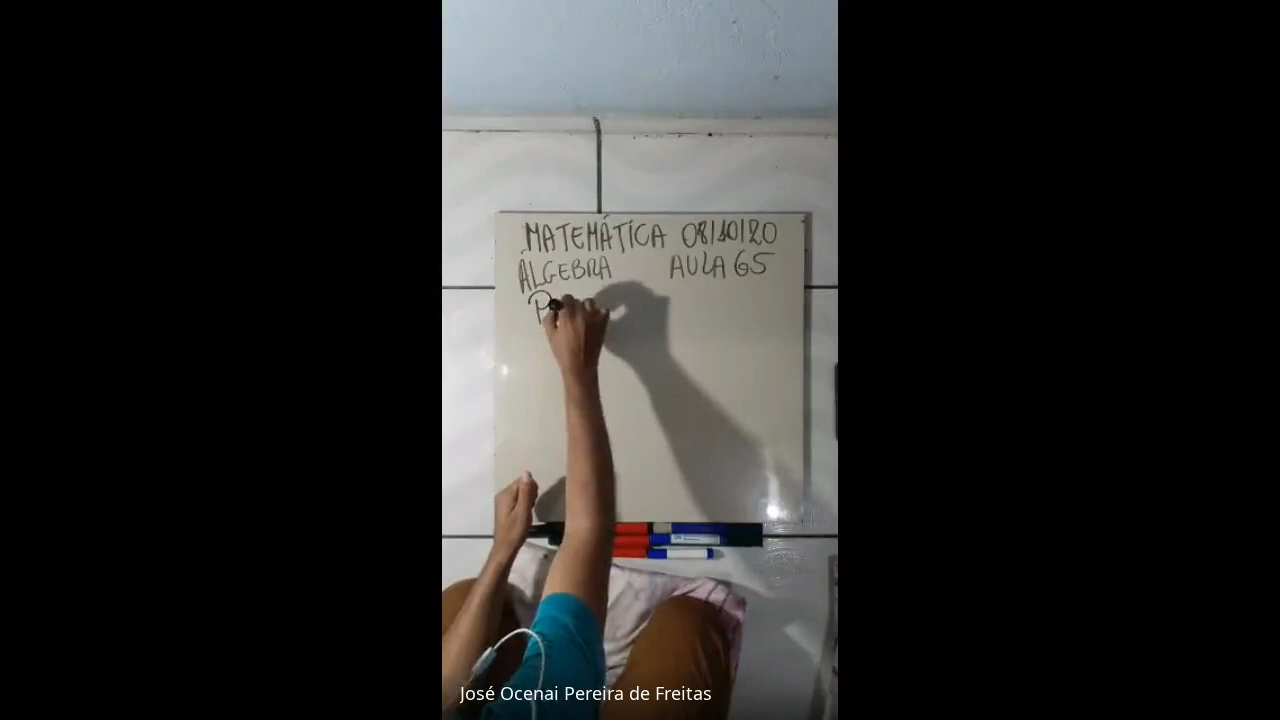 MATEMÁTICA 08/10/20
ÁLGEBRA AULA 65
P
José Ocenai Pereira de Freitas